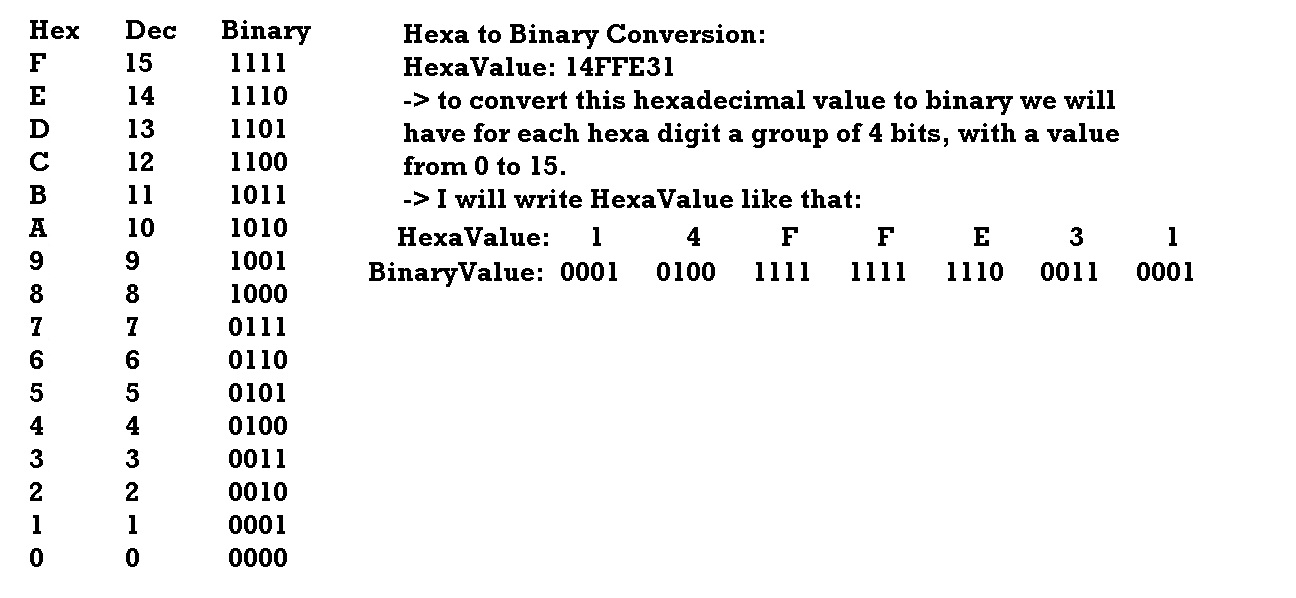 Hex Dec Binary
F 15 1111
E 14 1110
D 13 1101
C 12 1100
B 11 1011
A 10 1010
9 9 1001
8 8 1000
7 7 0111
6 6 0110
5 5 0101
4 4 0100
3 3 0011
2 2 0010
1 1 0001
0 0 0000
Hexa to Binary Conversion:
HexaValue: 14FFE31
-> to convert this hexadecimal value to binary we will
have for each hexa digit a group of 4 bits, with a value
from 0 to 15.
-> I will write HexaValue like that:
HexaValue: 1 4 F F E 3 1
BinaryValue: 0001 0100 1111 1111 1110 0011 0001